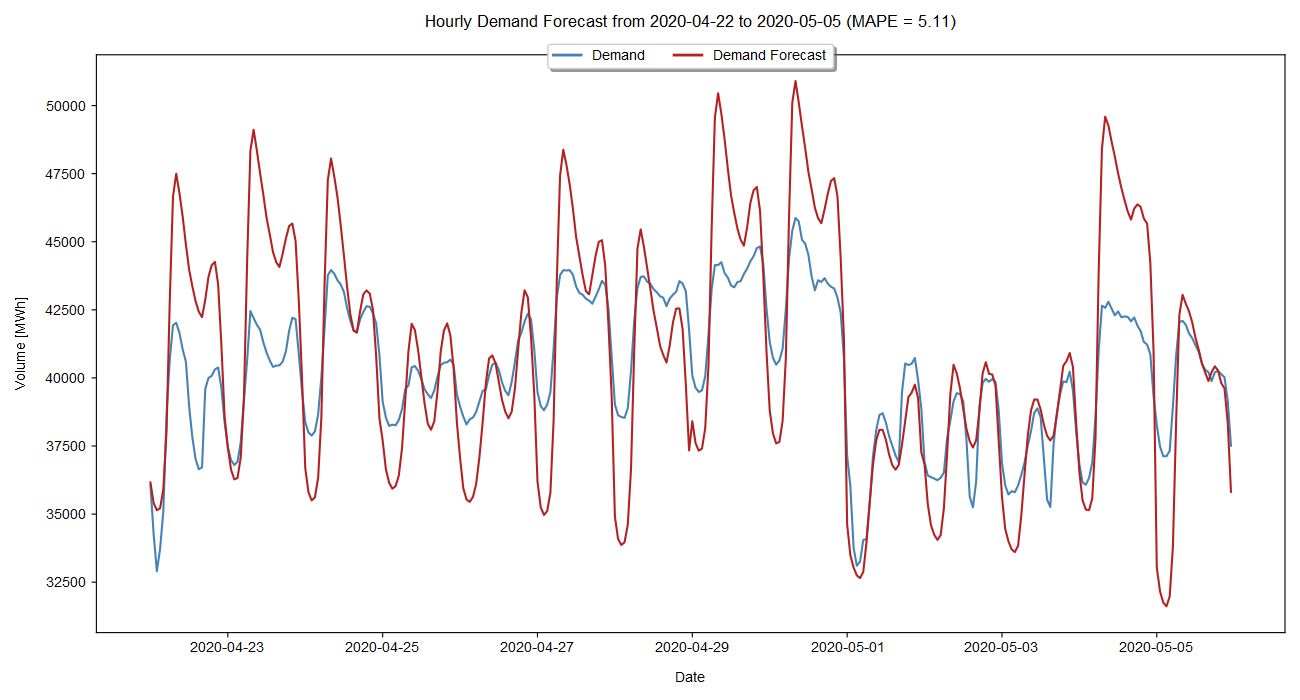 Hourly Demand Forecast from 2020-04-22 to 2020-05-05 (MAPE = 5.11)
Demand Demand Forecast
50000
47500
45000
42500
40000
37500
35000
32500
Volume [MWh]
2020-04-23 2020-04-25 2020-04-27 2020-04-29 2020-05-01 2020-05-03 2020-05-05
Date